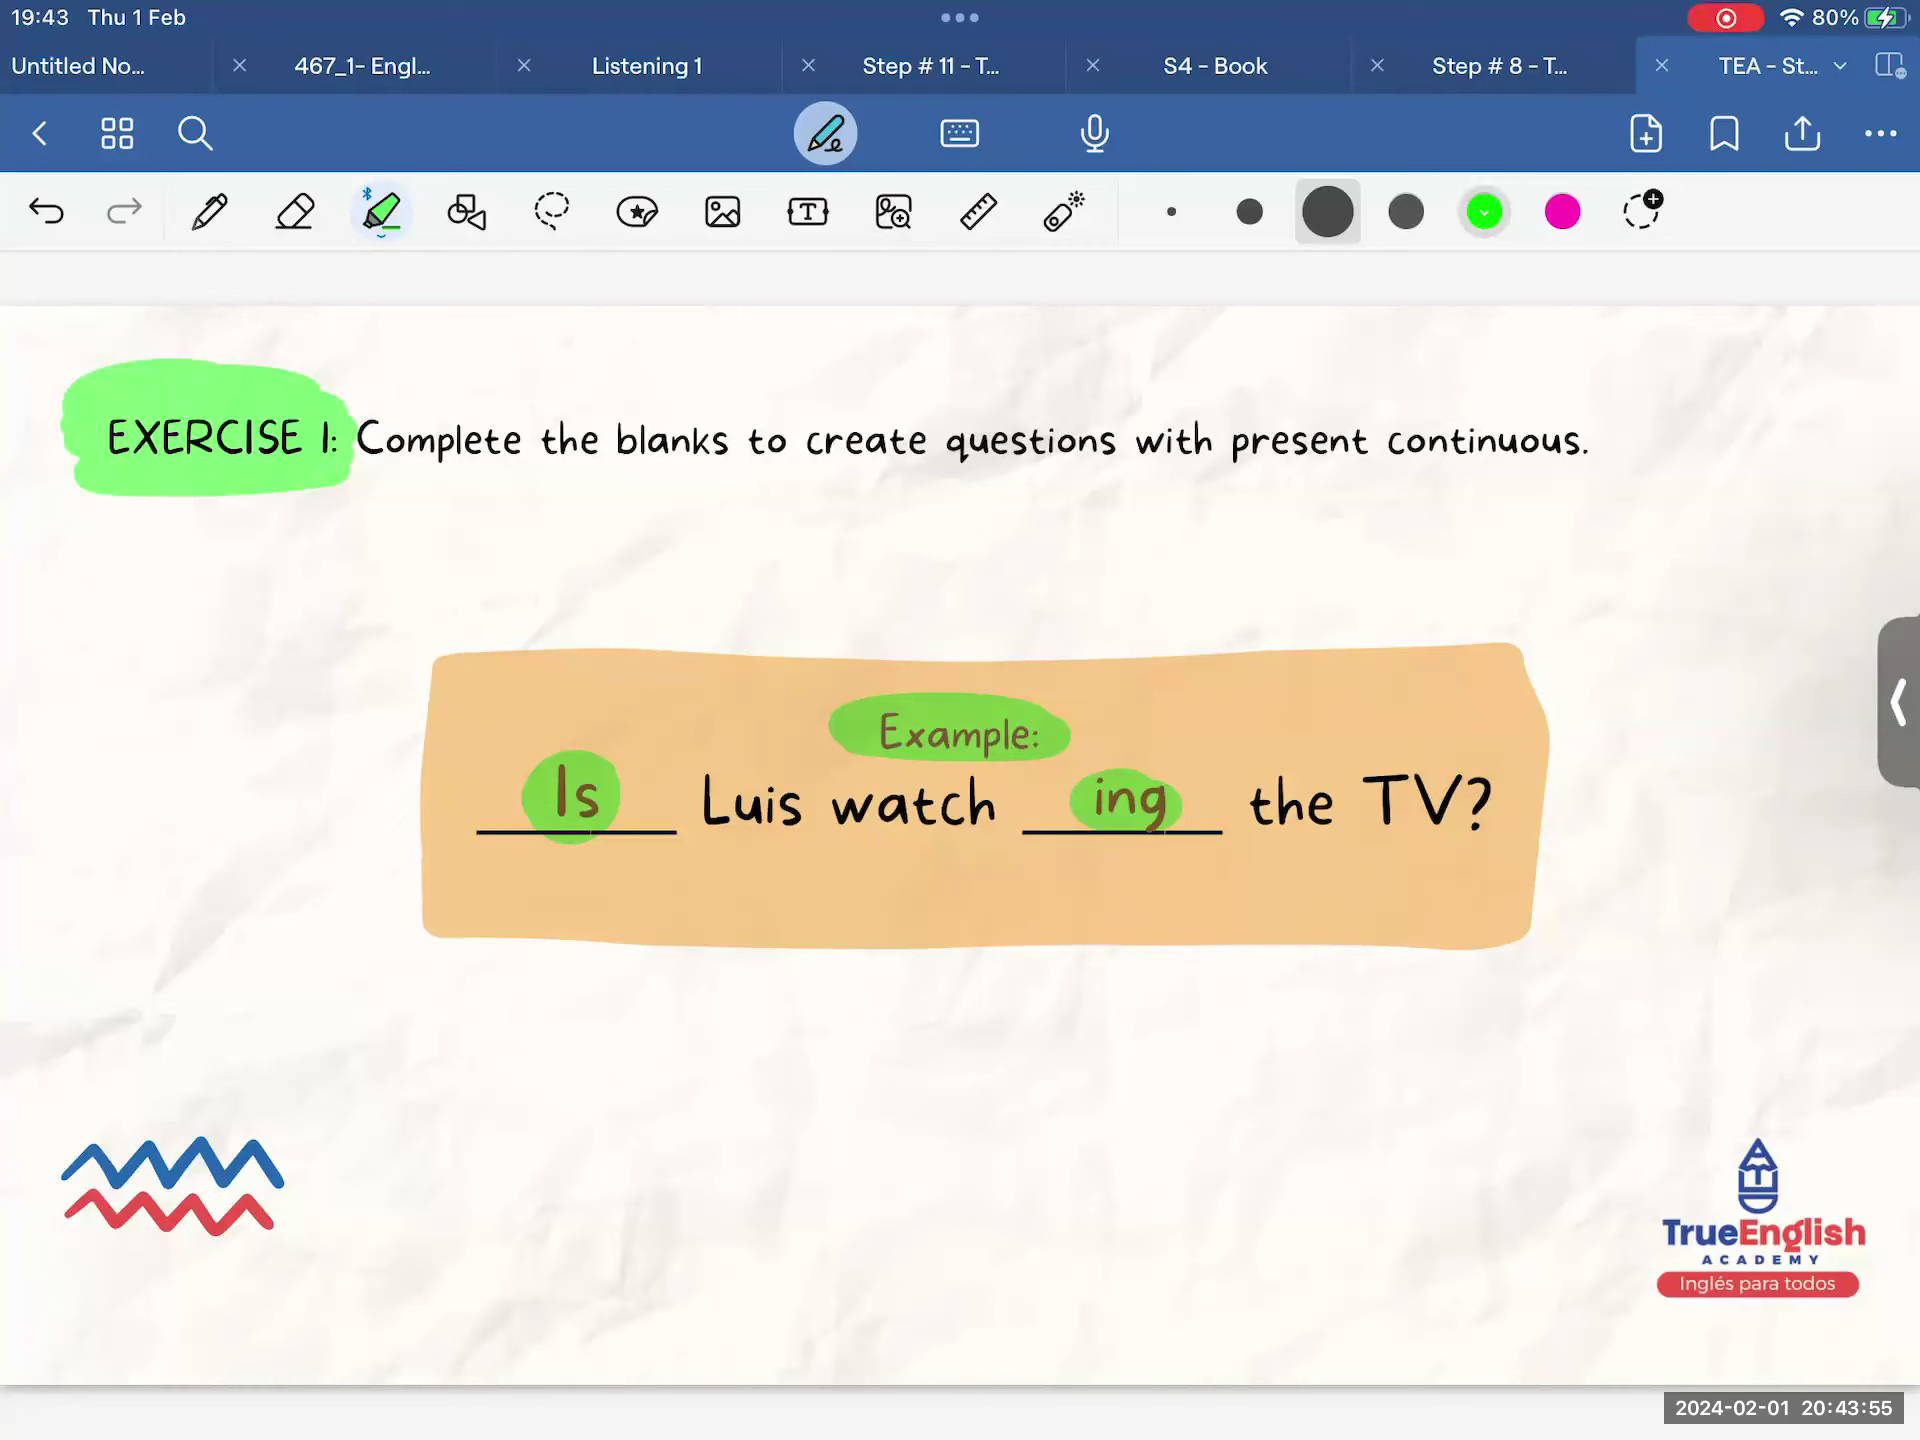 19:43 Thu 1 Feb
80%
Untitled No...
467_1- Engl...
Listening 1
Step # 11 - T...
S4 - Book
Step # 8 - T...
TEA - St...
EXERCISE 1: Complete the blanks to create questions with present continuous.
Example:
Is Luis watch ing the TV?
TrueEnglish
ACADEMY
Inglés para todos
2024-02-01 20:43:55